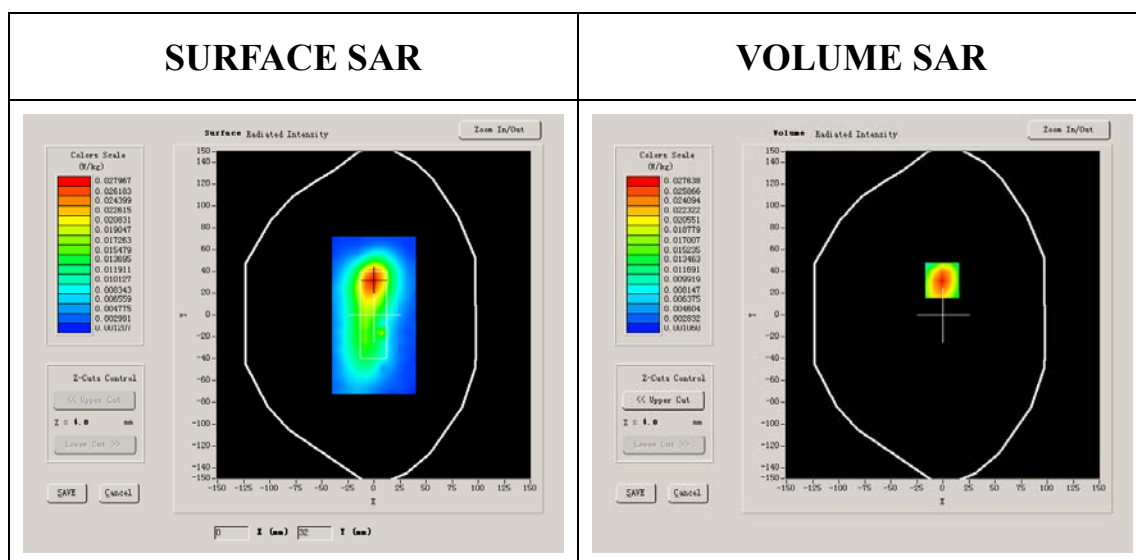 SURFACE SAR
VOLUME SAR
Surface Radiated Intensity
Zoom In/Out
Colors Scale
(W/kg)
0.027967
0.026183
0.024399
0.022615
0.020831
0.019047
0.017263
0.015479
0.013695
0.011911
0.010127
0.008343
0.006559
0.004775
0.002991
0.001207
150
150
120
100
80
60
40
20
0
-20
-40
-60
-80
-100
-120
-140
-150
Y
-150 -125 -100 -75 -50 -25 0 25 50 75 100 125 150
X
Z-Cuts Control
<< Upper Cut
Z = 4.0 mm
Lower Cut >>
SAVE Cancel
0 X (mm) 32 Y (mm)
Volume Radiated Intensity
Zoom In/Out
Colors Scale
(W/kg)
0.027638
0.025866
0.024094
0.022322
0.020551
0.018779
0.017007
0.015235
0.013463
0.011691
0.009919
0.008147
0.006375
0.004604
0.002832
0.001060
150
140
120
100
80
60
40
20
0
-20
-40
-60
-80
-100
-120
-140
-150
Y
-150 -125 -100 -75 -50 -25 0 25 50 75 100 125 150
X
Z-Cuts Control
<< Upper Cut
Z = 4.0 mm
Lower Cut >>
SAVE Cancel